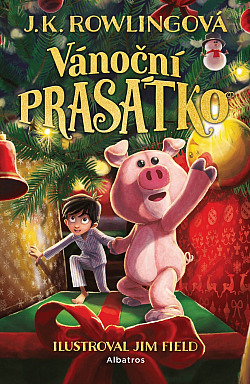 J.K. ROWLINGOVÁ
Vánoční
PRASÁTKO
ILUSTROVAL JIM FIELD
Albatros